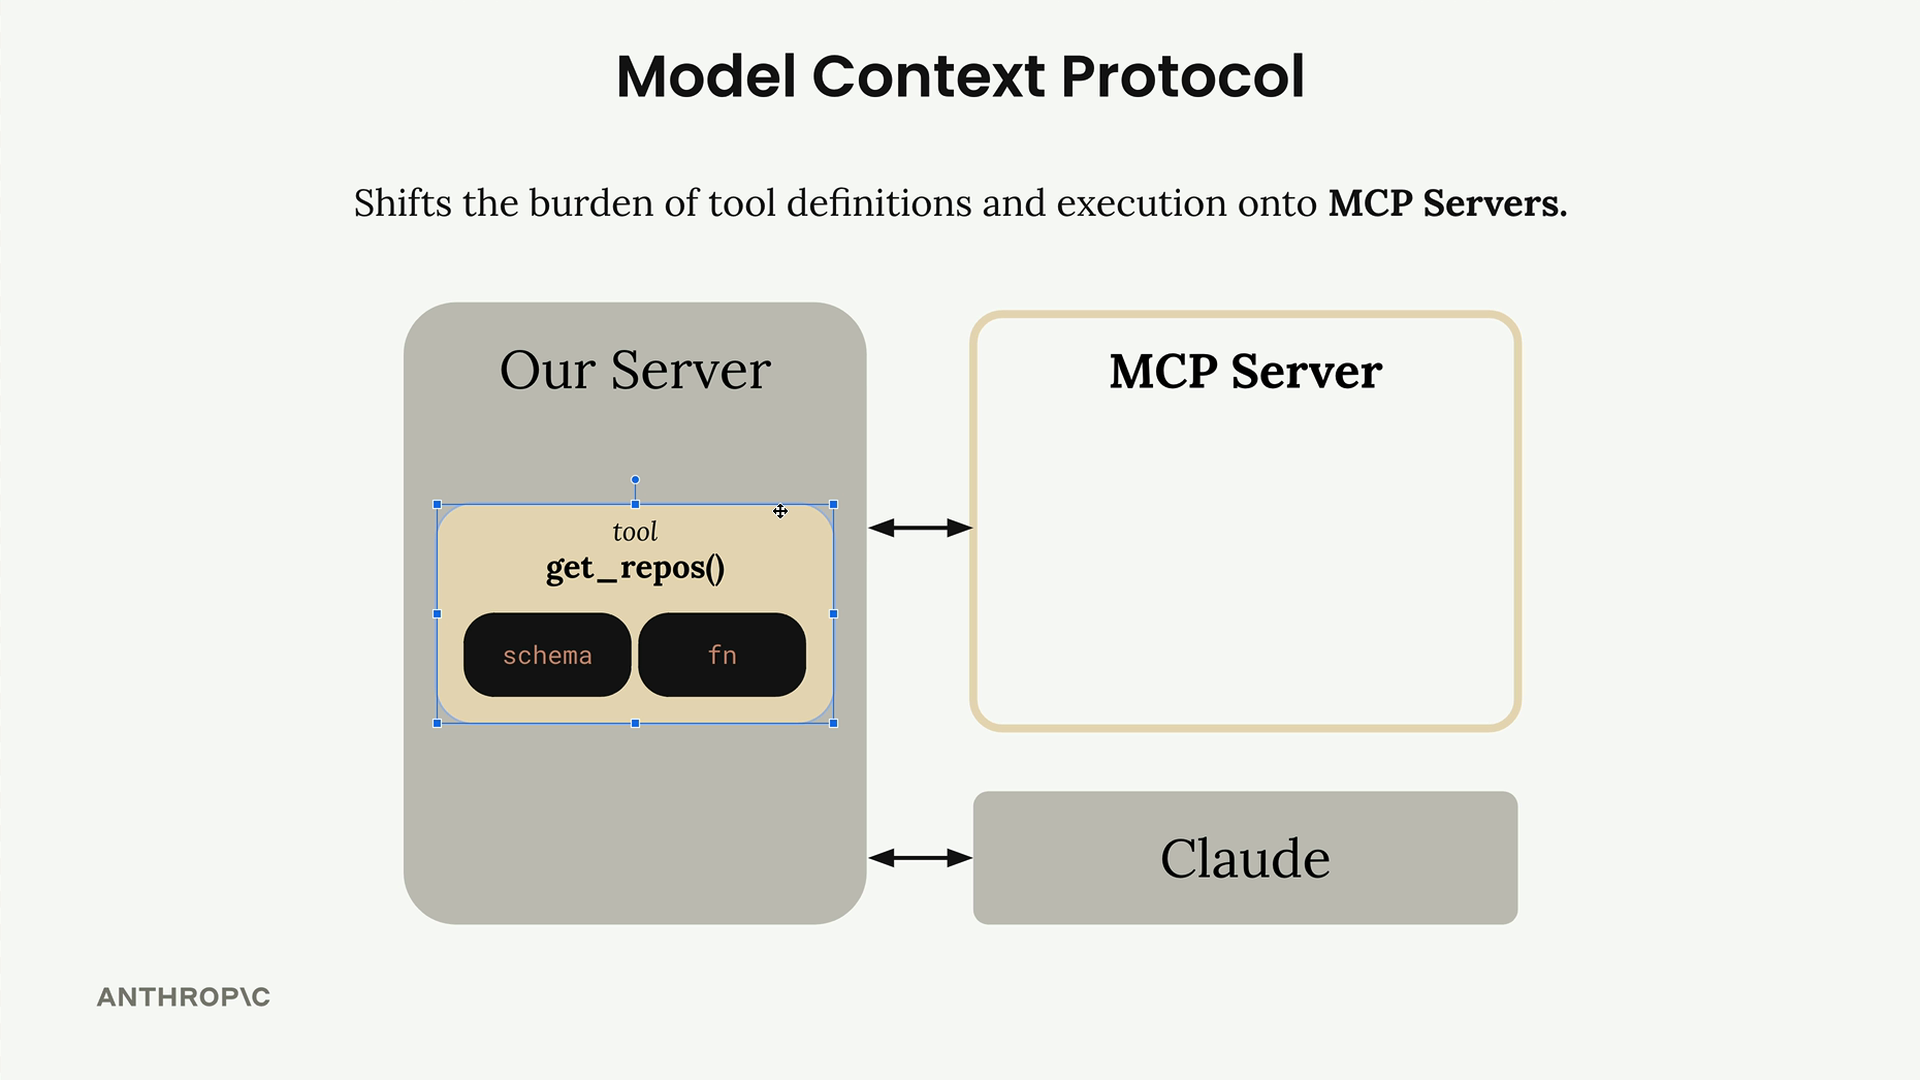 Model Context Protocol
Shifts the burden of tool definitions and execution onto MCP Servers.
Our Server
tool
get_repos()
schema
fn
MCP Server
Claude
ANTHROP\C